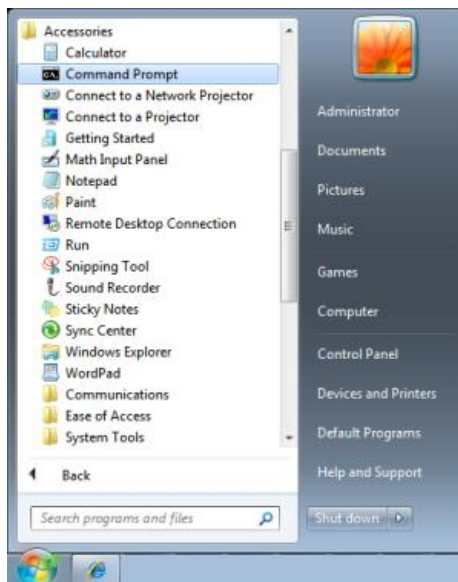 Accessories
Calculator
Command Prompt
Connect to a Network Projector
Connect to a Projector
Getting Started
Math Input Panel
Notepad
Paint
Remote Desktop Connection
Run
Snipping Tool
Sound Recorder
Sticky Notes
Sync Center
Windows Explorer
WordPad
Communications
Ease of Access
System Tools
Back
Search programs and files
Administrator
Documents
Pictures
Music
Games
Computer
Control Panel
Devices and Printers
Default Programs
Help and Support
Shut down